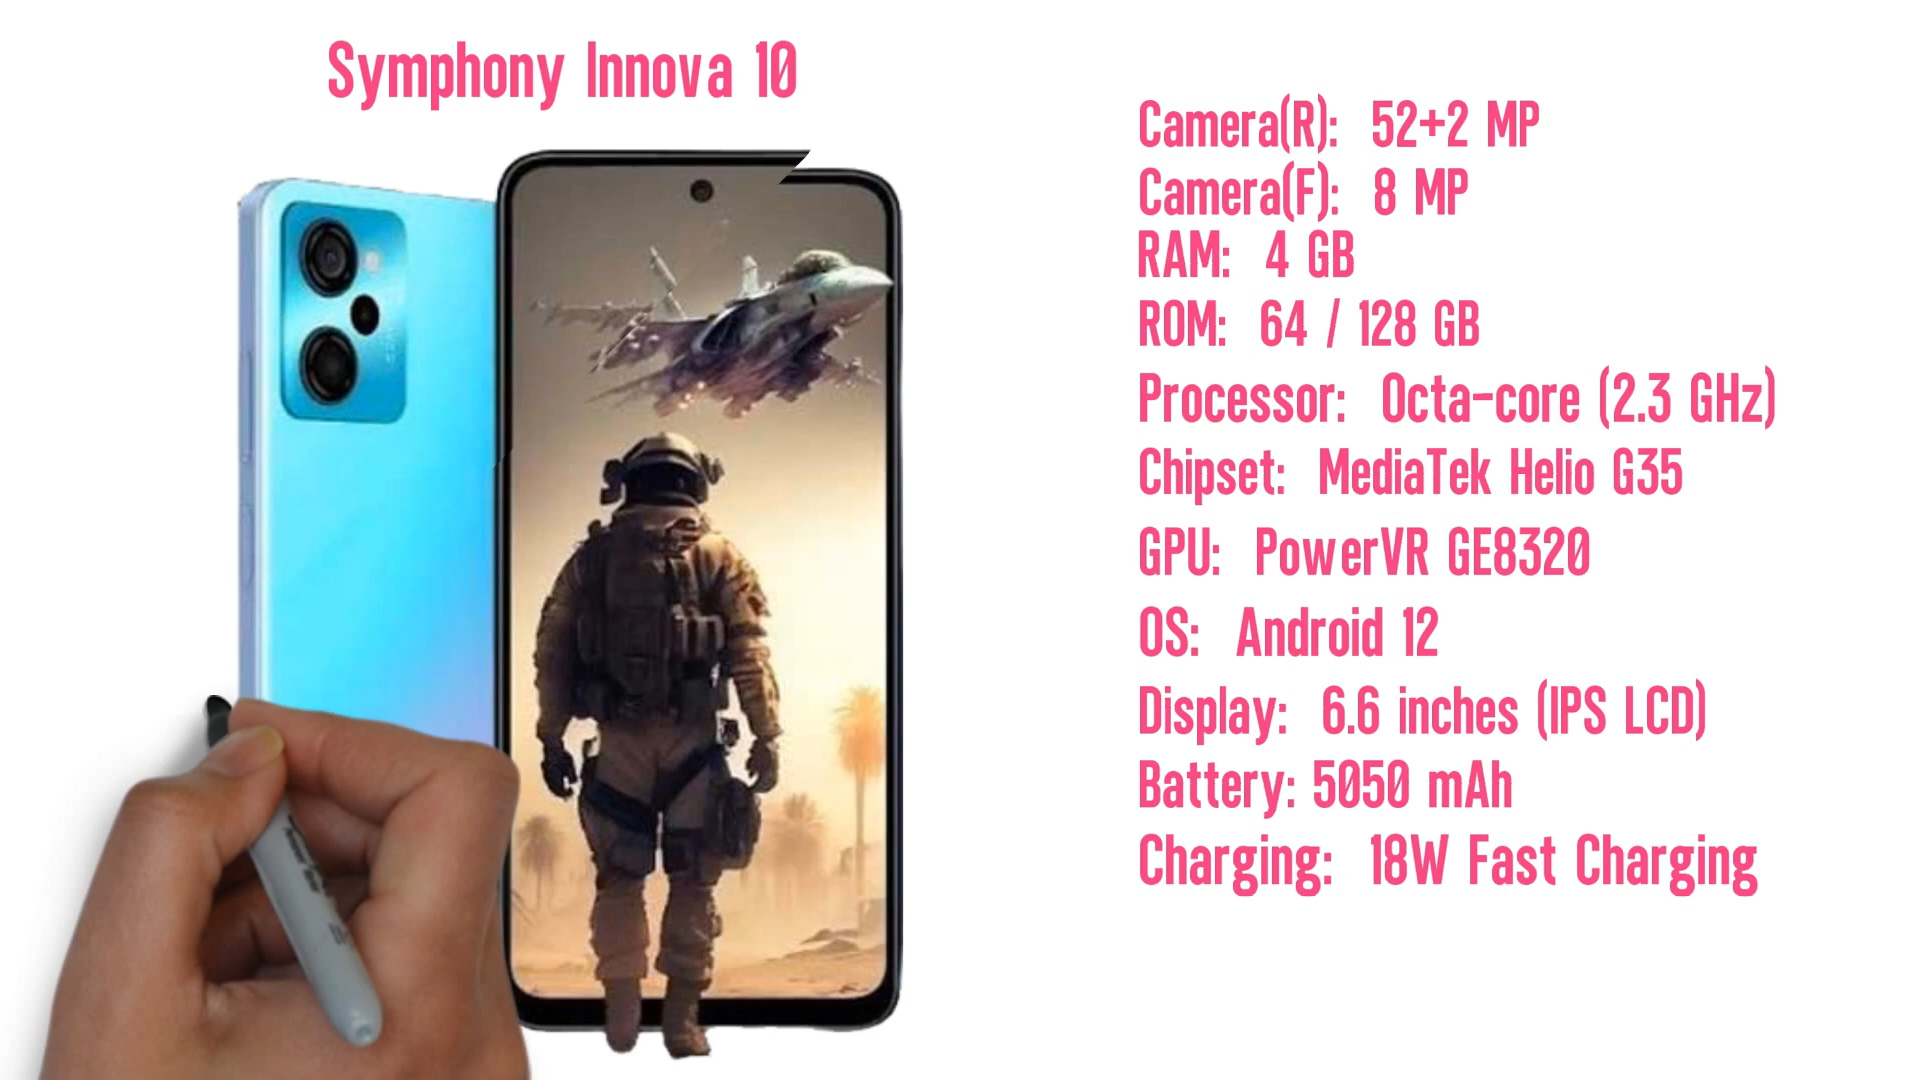 Symphony Innova 10
Camera(R): 52+2 MP
Camera(F): 8 MP
RAM: 4 GB
ROM: 64 / 128 GB
Processor: Octa-core (2.3 GHz)
Chipset: MediaTek Helio G35
GPU: PowerVR GE8320
OS: Android 12
Display: 6.6 inches (IPS LCD)
Battery: 5050 mAh
Charging: 18W Fast Charging